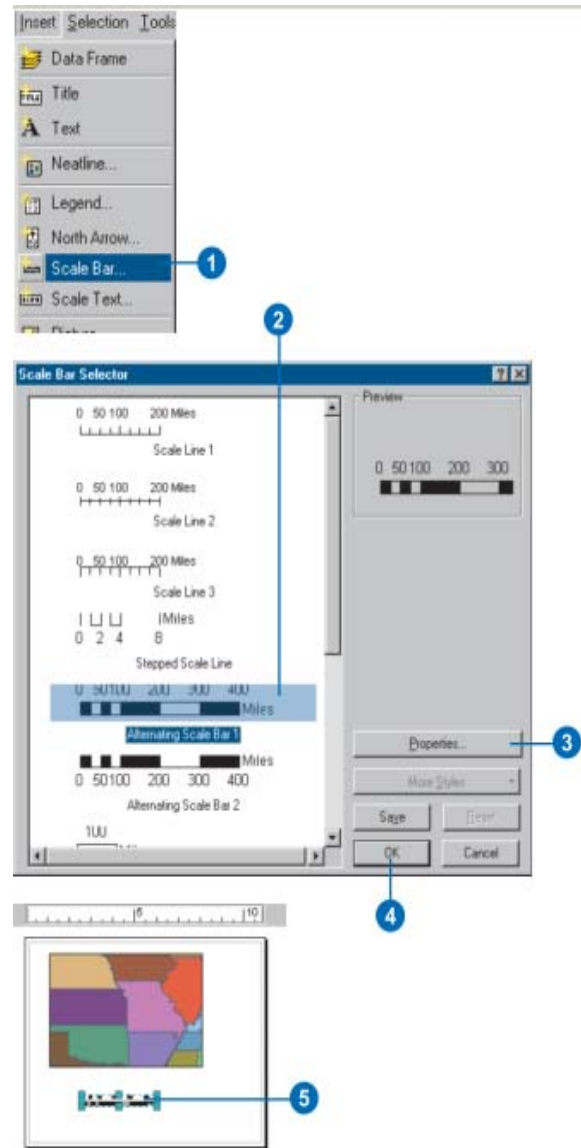 Insert Selection Tools
Data Frame
Title
A Text
Neatline...
Legend...
North Arrow...
1
Scale Bar...
Scale Text...
Picture
2
Scale Bar Selector
Preview
0 50 100 200 Miles
Scale Line 1
0 50 100 200 300
0 50 100 200 Miles
Scale Line 2
0 50 100 200 Miles
Scale Line 3
Miles
0 2 4 8
Stepped Scale Line
0 50100 200 300 400
Miles
Alternating Scale Bar 1
Properties...
3
Miles
0 50100 200 300 400
Alternating Scale Bar 2
More Styles
Save Reset
100
OK Cancel
4
5 10
5